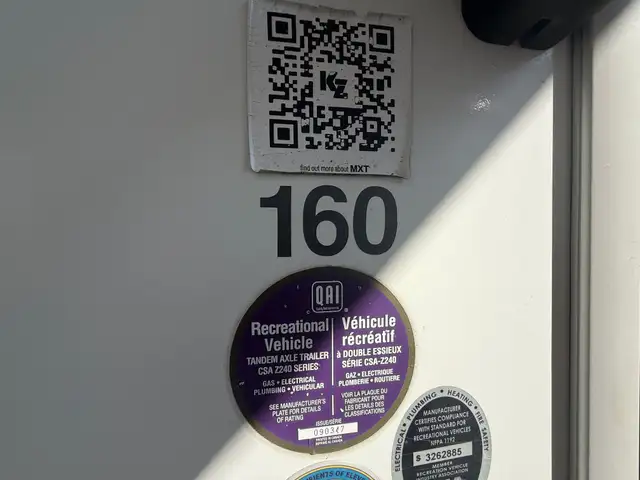 KZ
find out more about MXT
160
QAI
Recreational
Vehicle
TANDEM AXLE TRAILER
CSA Z240 SERIES
GAS • ELECTRICAL
PLUMBING • VEHICULAR
SEE MANUFACTURER'S
PLATE FOR DETAILS
OF RATING
Véhicule
récréatif
à DOUBLE ESSIEUX
SÉRIE CSA-Z240
GAZ • ELECTRIQUE
PLOMBERIE • ROUTIERE
VOIR LA PLAQUE DU
FABRICANT POUR
LES DETAILS DES
CLASSIFICATIONS
ISSUE/SÉRIE
ELECTRICAL • PLUMBING • HEATING • FIRE SAFETY
MANUFACTURER
CERTIFIES COMPLIANCE
WITH STANDARD FOR
RECREATIONAL VEHICLES
NFPA 1192
S 3262885
MEMBER
RECREATION VEHICLE
INDUSTRY ASSOCIATION